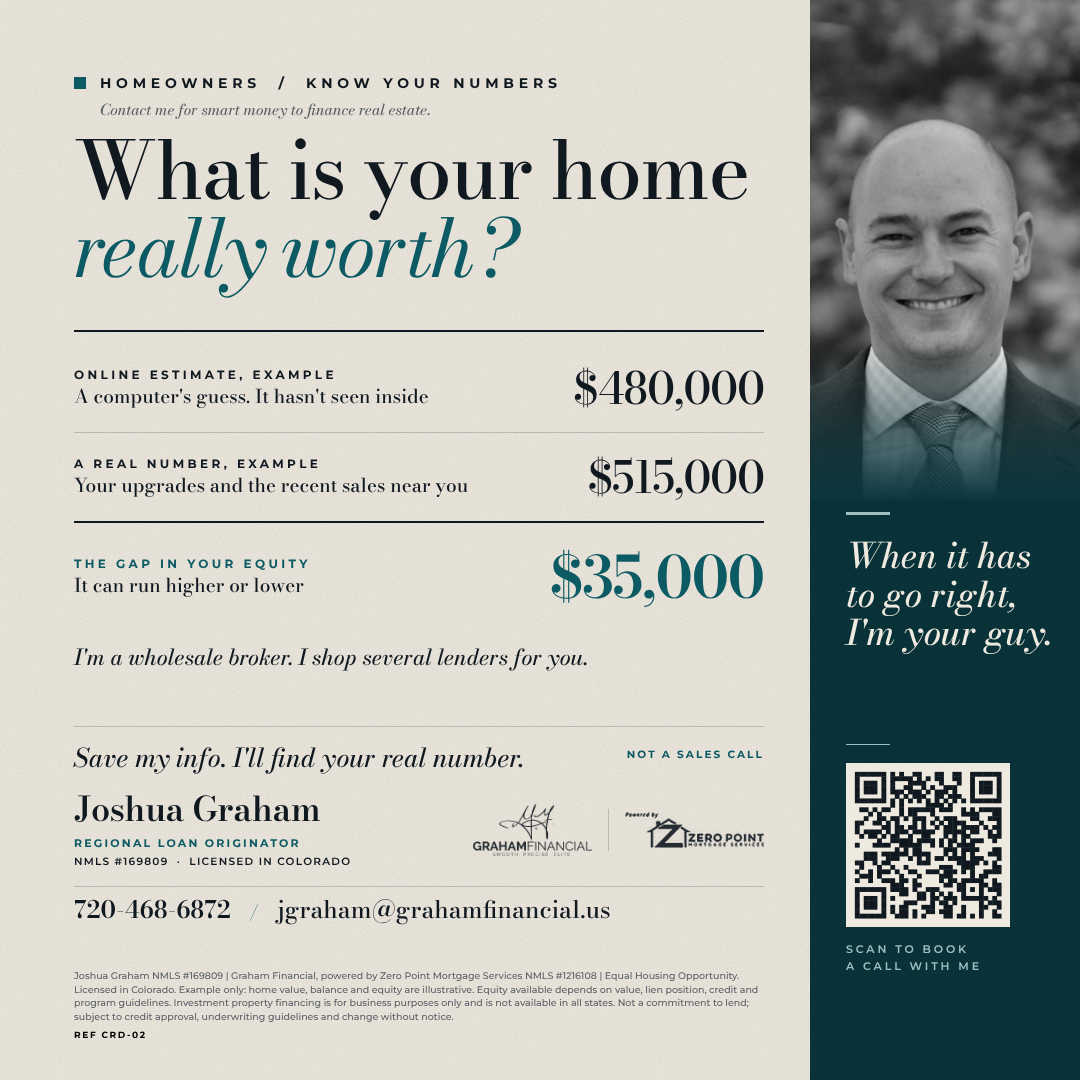 HOMEOWNERS / KNOW YOUR NUMBERS
Contact me for smart money to finance real estate.
What is your home
really worth?
ONLINE ESTIMATE, EXAMPLE
A computer's guess. It hasn't seen inside
$480,000
A REAL NUMBER, EXAMPLE
Your upgrades and the recent sales near you
$515,000
THE GAP IN YOUR EQUITY
It can run higher or lower
$35,000
I'm a wholesale broker. I shop several lenders for you.
Save my info. I'll find your real number.
NOT A SALES CALL
Joshua Graham
REGIONAL LOAN ORIGINATOR
NMLS #169809 · LICENSED IN COLORADO
GRAHAMFINANCIAL
SMOOTH. PRECISE. ELITE.
Powered by
ZERO POINT
MORTGAGE SERVICES
720-468-6872 / jgraham@grahamfinancial.us
Joshua Graham NMLS #169809 | Graham Financial, powered by Zero Point Mortgage Services NMLS #1216108 | Equal Housing Opportunity.
Licensed in Colorado. Example only: home value, balance and equity are illustrative. Equity available depends on value, lien position, credit and
program guidelines. Investment property financing is for business purposes only and is not available in all states. Not a commitment to lend;
subject to credit approval, underwriting guidelines and change without notice.
REF CRD-02
When it has
to go right,
I'm your guy.
SCAN TO BOOK
A CALL WITH ME